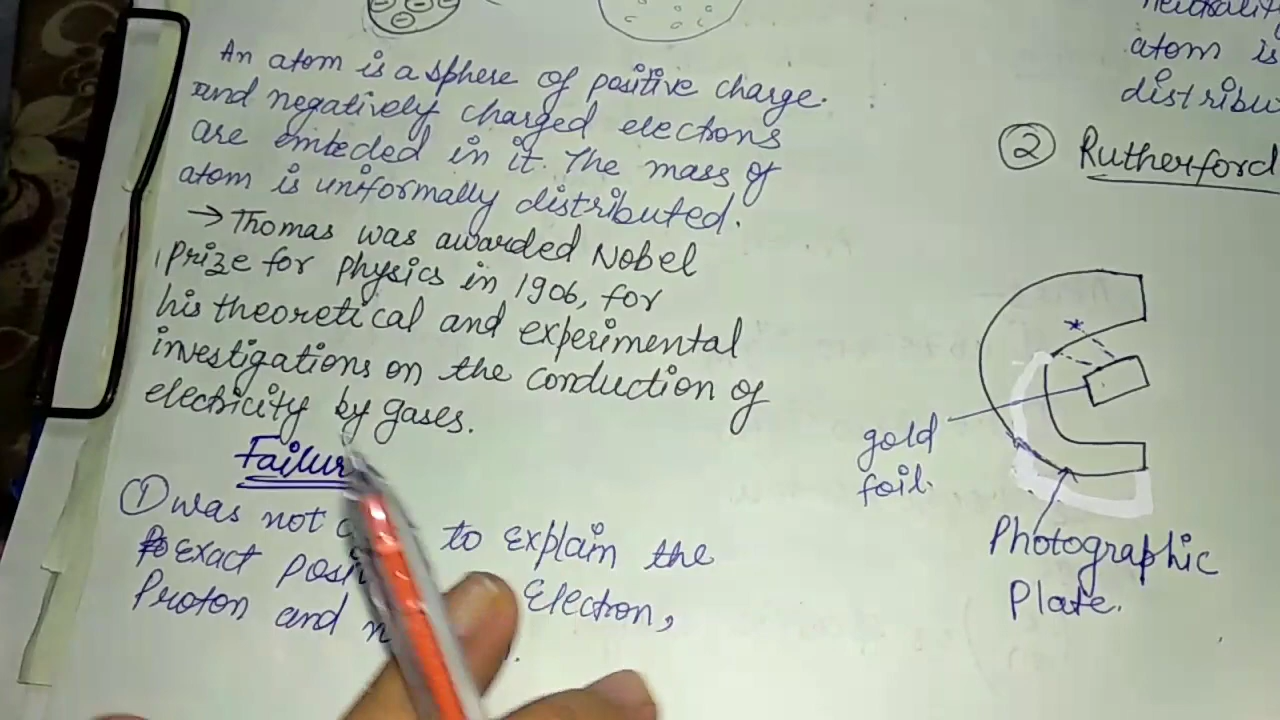 An atom is a sphere of positive charge.
and negatively charged elections
are embeded in it. The mass of
atom is uniformally distributed.
→ Thomas was awarded Nobel
prize for physics in 1906, for
his theoretical and experimental
investigations on the conduction of
electricity by gases.
Failur
① was not to explain the
exact posi
Proton and Electron,
atom is
distribu
② Rutherford
gold
foil.
Photographic
Plate.